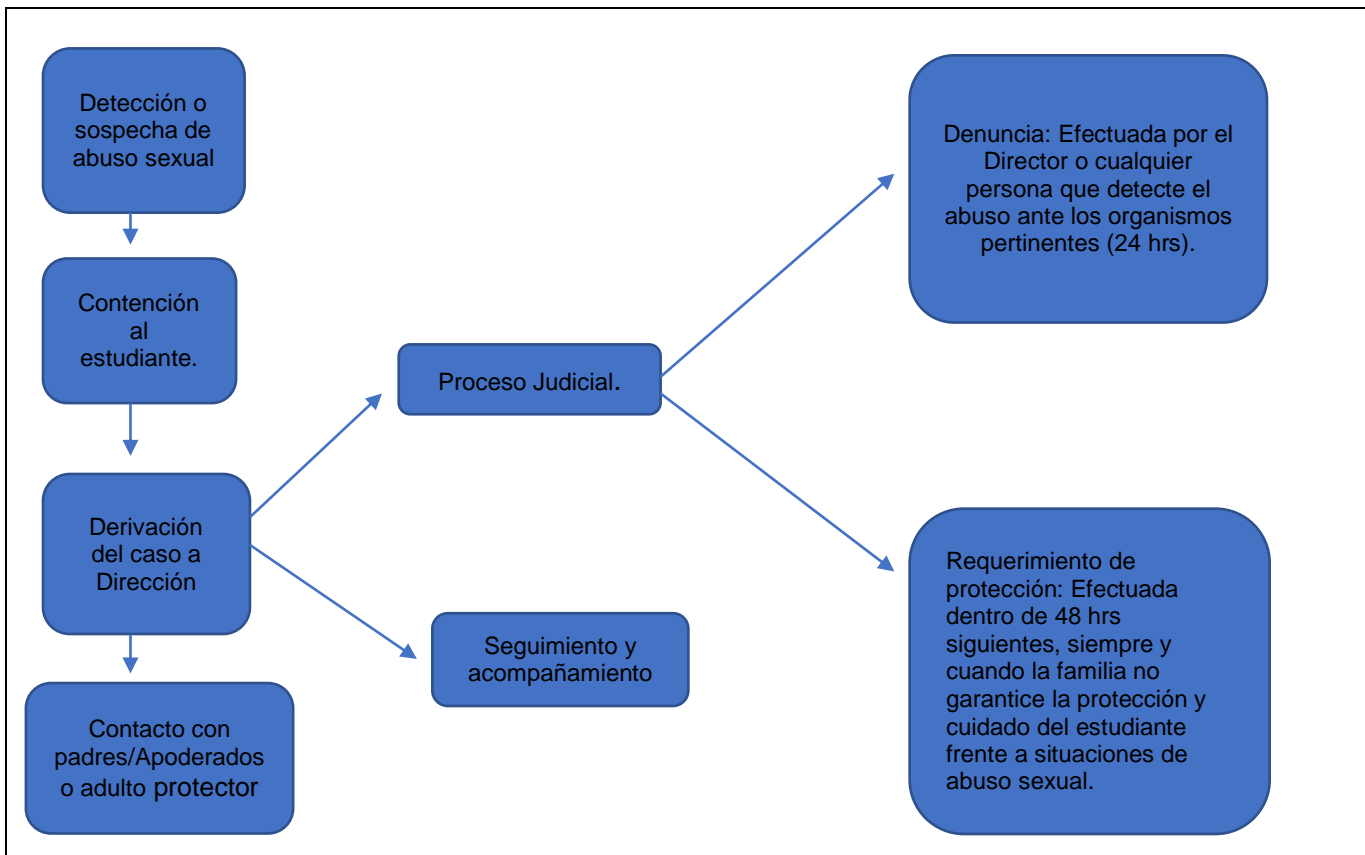 Detección o
sospecha de
abuso sexual
Contención
al
estudiante.
Derivación
del caso a
Dirección
Contacto con
padres/Apoderados
o adulto protector
Proceso Judicial.
Seguimiento y
acompañamiento
Denuncia: Efectuada por el
Director o cualquier
persona que detecte el
abuso ante los organismos
pertinentes (24 hrs).
Requerimiento de
protección: Efectuada
dentro de 48 hrs
siguientes, siempre y
cuando la familia no
garantice la protección y
cuidado del estudiante
frente a situaciones de
abuso sexual.